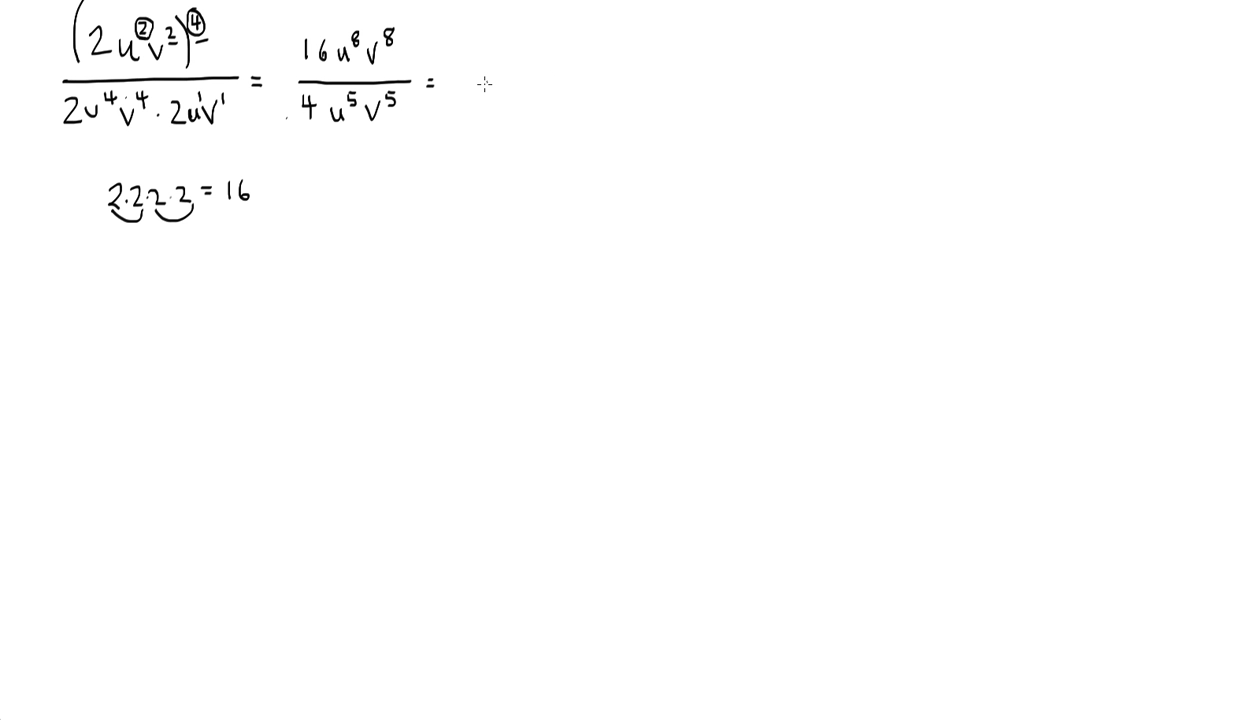 (2u²v²)⁴ / 2u⁴v⁴ · 2u¹v¹ = 16u⁸v⁸ / 4u⁵v⁵ =
2·2·2·2 = 16